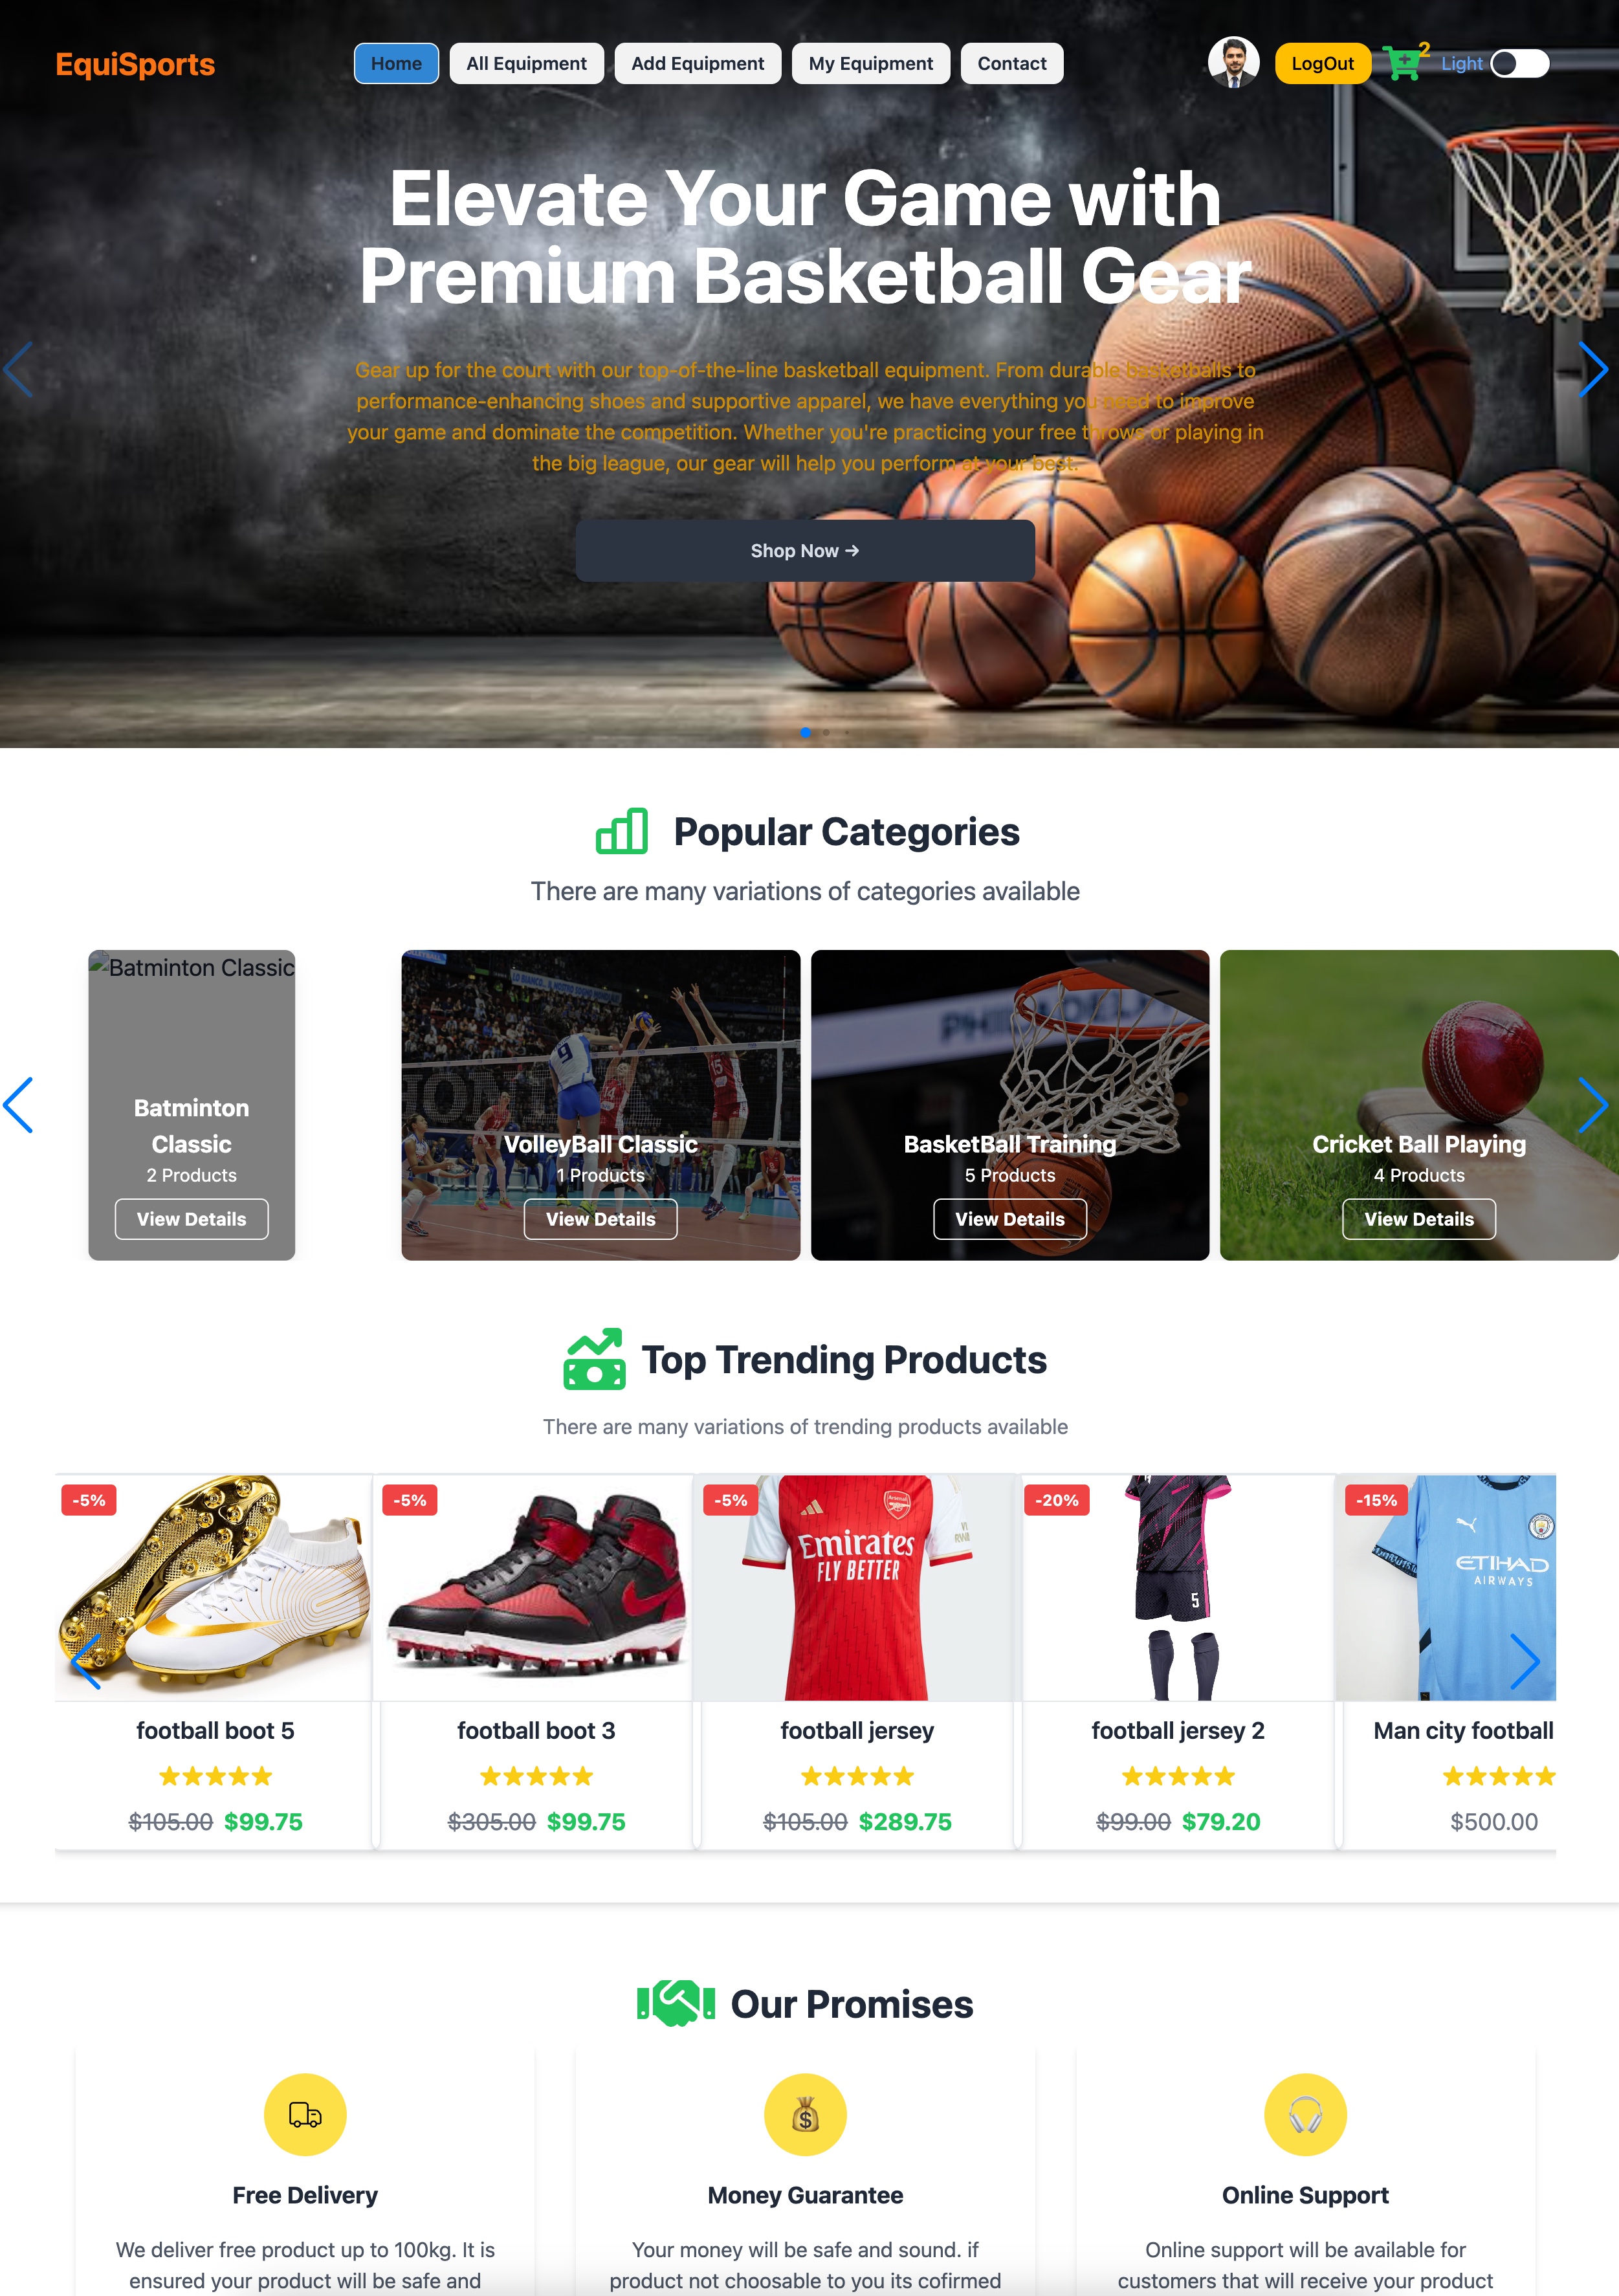 EquiSports
Home
All Equipment
Add Equipment
My Equipment
Contact
LogOut
2
Light
Elevate Your Game with
Premium Basketball Gear
Gear up for the court with our top-of-the-line basketball equipment. From durable basketballs to
performance-enhancing shoes and supportive apparel, we have everything you need to improve
your game and dominate the competition. Whether you're practicing your free throws or playing in
the big league, our gear will help you perform at your best.
Shop Now →
Popular Categories
There are many variations of categories available
Batminton Classic
Batminton
Classic
2 Products
View Details
9
14
15
VolleyBall Classic
1 Products
View Details
BasketBall Training
5 Products
View Details
Cricket Ball Playing
4 Products
View Details
Top Trending Products
There are many variations of trending products available
-5%
football boot 5
$105.00 $99.75
-5%
football boot 3
$305.00 $99.75
-5%
Arsenal
Emirates
FLY BETTER
football jersey
$105.00 $289.75
-20%
5
football jersey 2
$99.00 $79.20
-15%
ETIHAD
AIRWAYS
Man city football
$500.00
Our Promises
Free Delivery
We deliver free product up to 100kg. It is
ensured your product will be safe and
$
Money Guarantee
Your money will be safe and sound. if
product not choosable to you its cofirmed
Online Support
Online support will be available for
customers that will receive your product